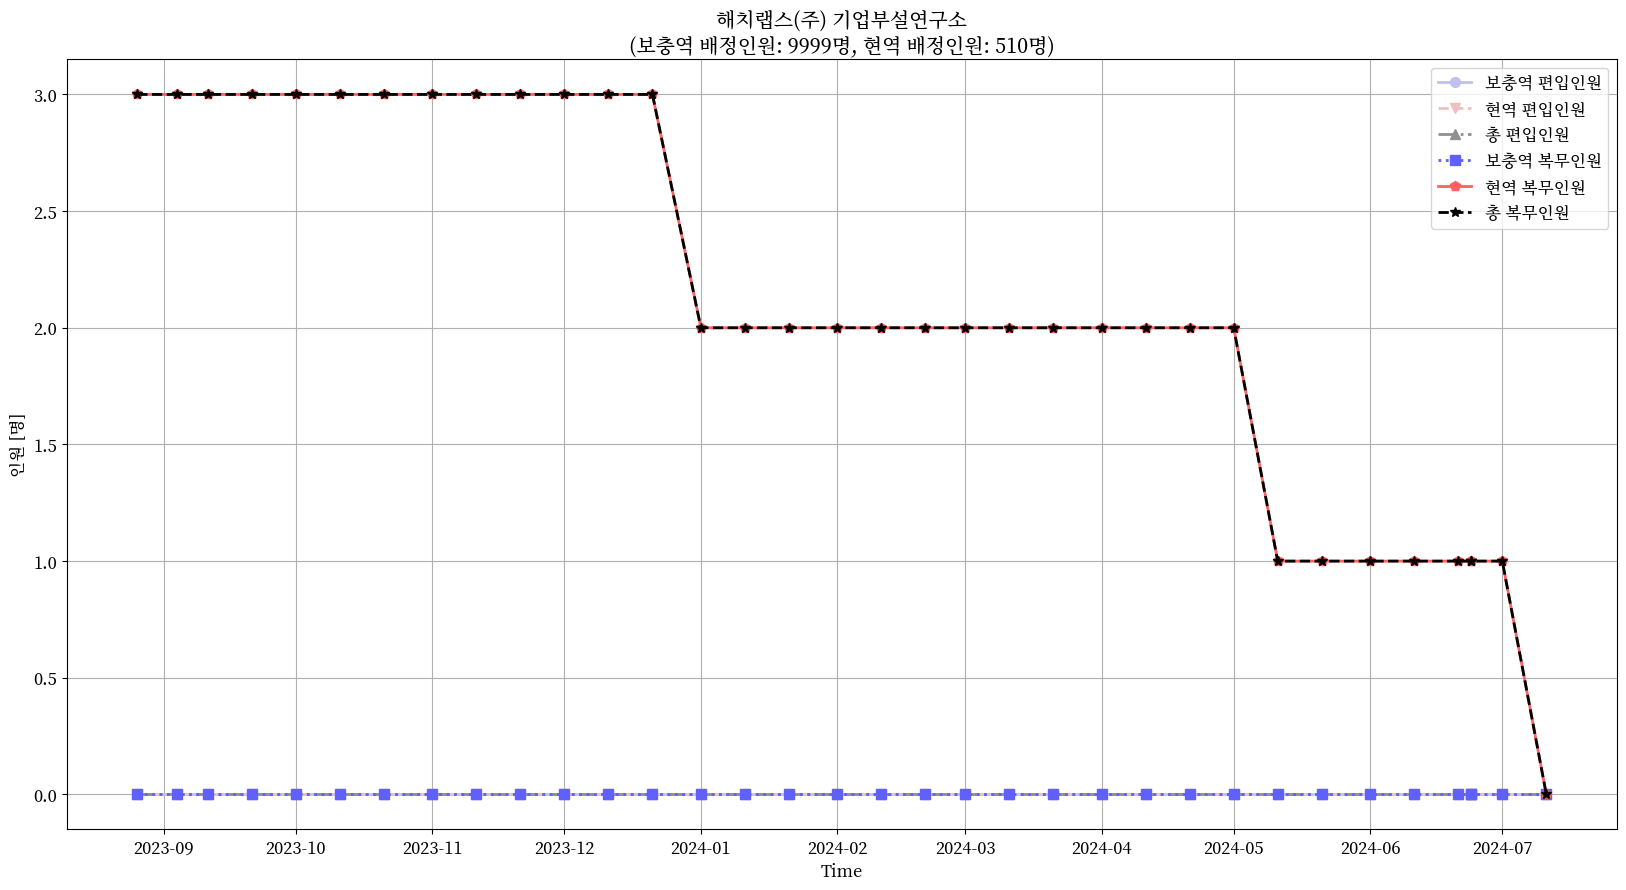 해치랩스(주) 기업부설연구소
(보충역 배정인원: 9999명, 현역 배정인원: 510명)
보충역 편입인원
현역 편입인원
총 편입인원
보충역 복무인원
현역 복무인원
총 복무인원
인원 [명]
3.0
2.5
2.0
1.5
1.0
0.5
0.0
2023-09
2023-10
2023-11
2023-12
2024-01
2024-02
2024-03
2024-04
2024-05
2024-06
2024-07
Time